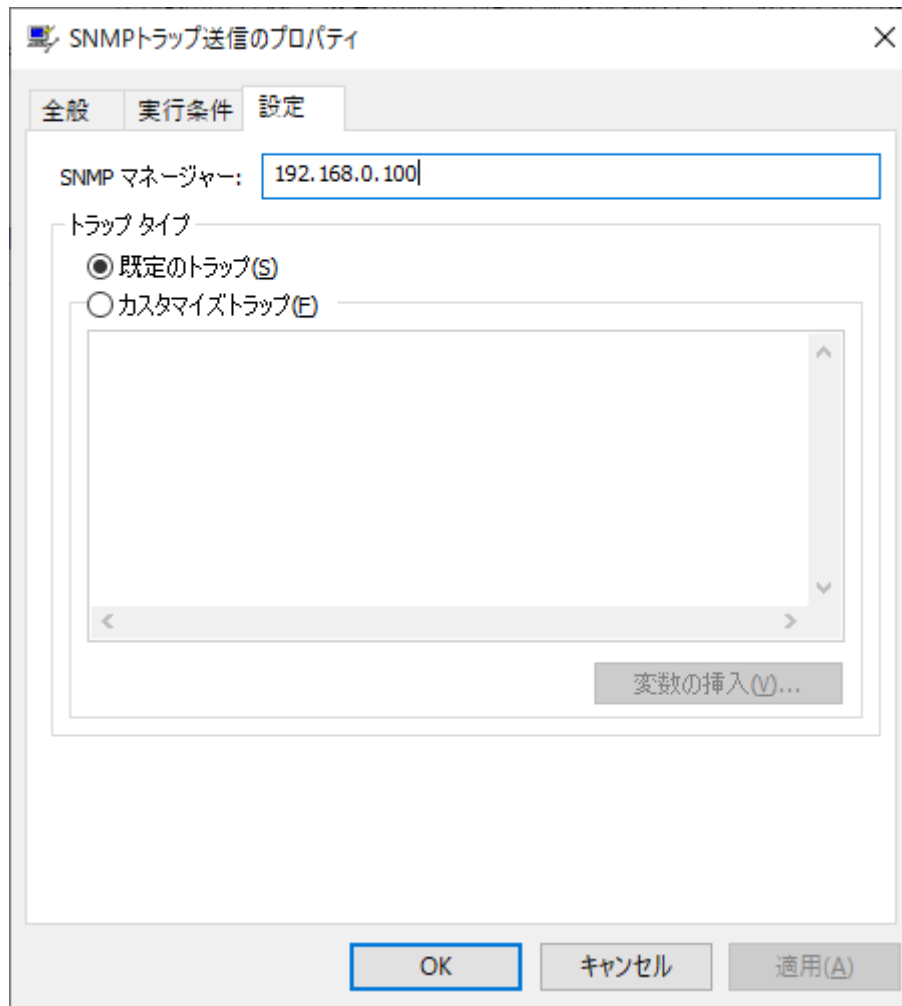 SNMPトラップ送信のプロパティ
全般 実行条件 設定
SNMP マネージャー: 192.168.0.100
トラップ タイプ
既定のトラップ(S)
カスタマイズトラップ(F)
変数の挿入(V)...
OK キャンセル 適用(A)